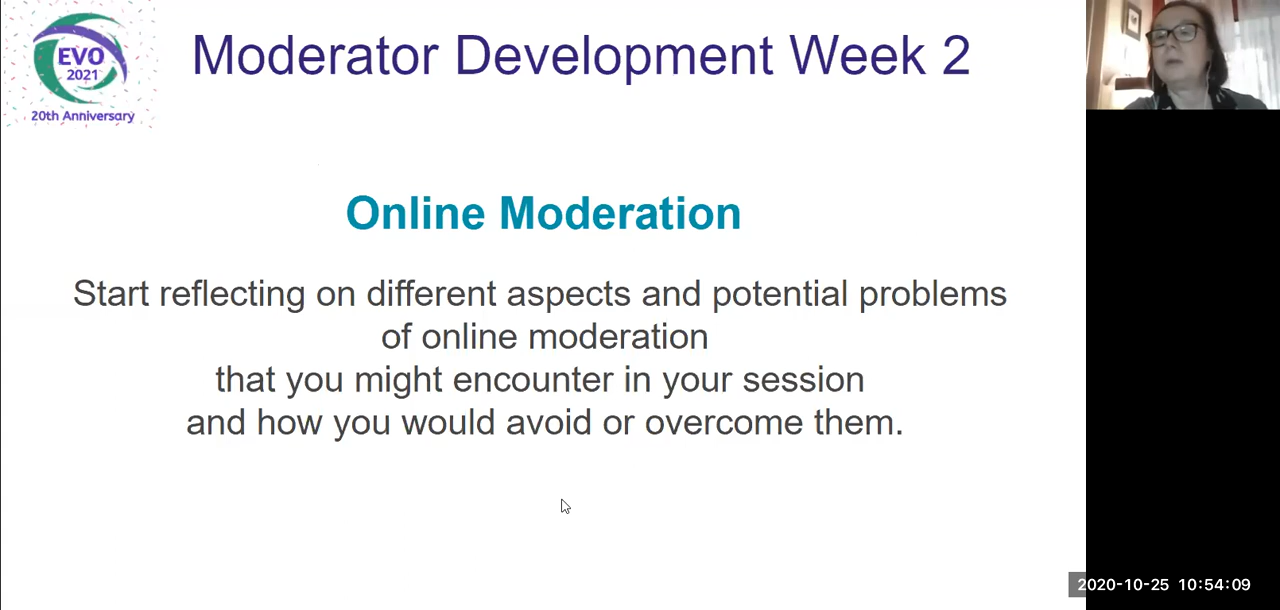 EVO
2021
20th Anniversary
Moderator Development Week 2
Online Moderation
Start reflecting on different aspects and potential problems
of online moderation
that you might encounter in your session
and how you would avoid or overcome them.
2020-10-25 10:54:09